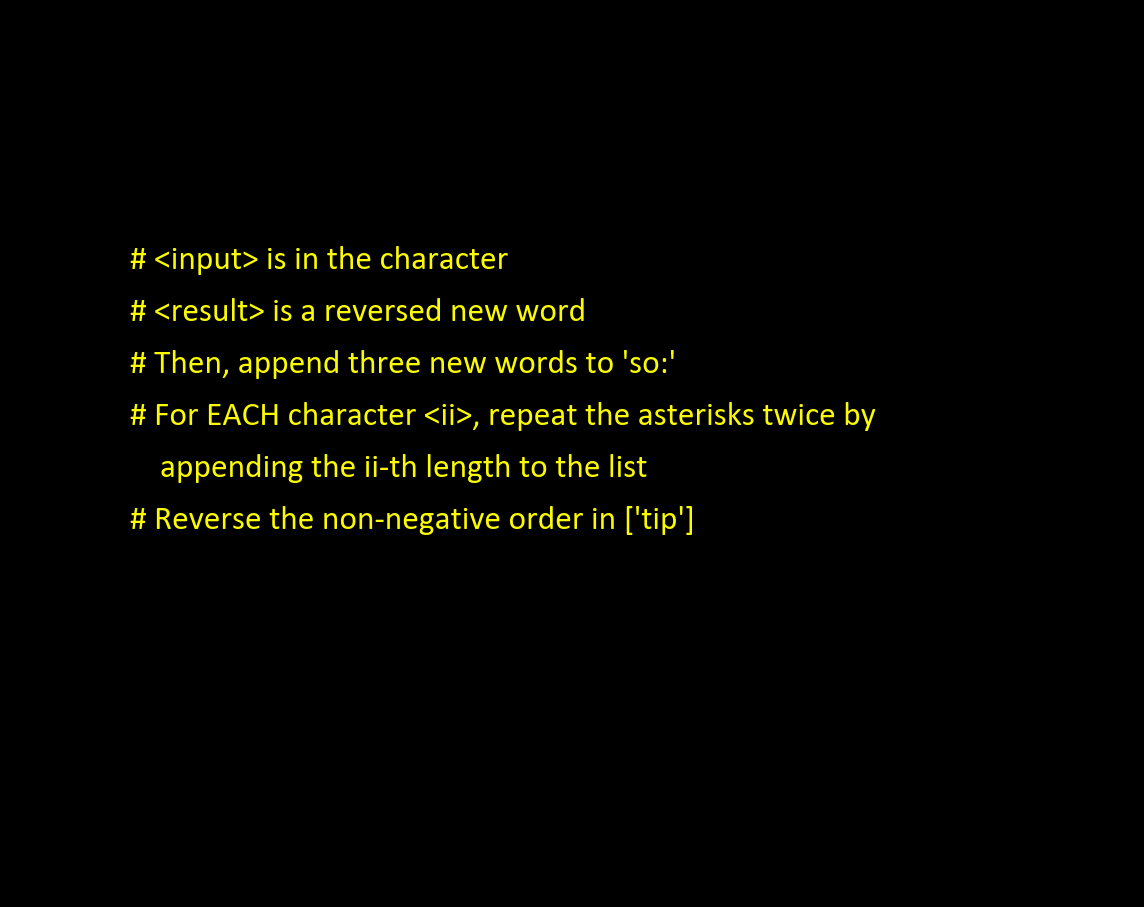 # <input> is in the character
# <result> is a reversed new word
# Then, append three new words to 'so:'
# For EACH character <ii>, repeat the asterisks twice by
appending the ii-th length to the list
# Reverse the non-negative order in ['tip']